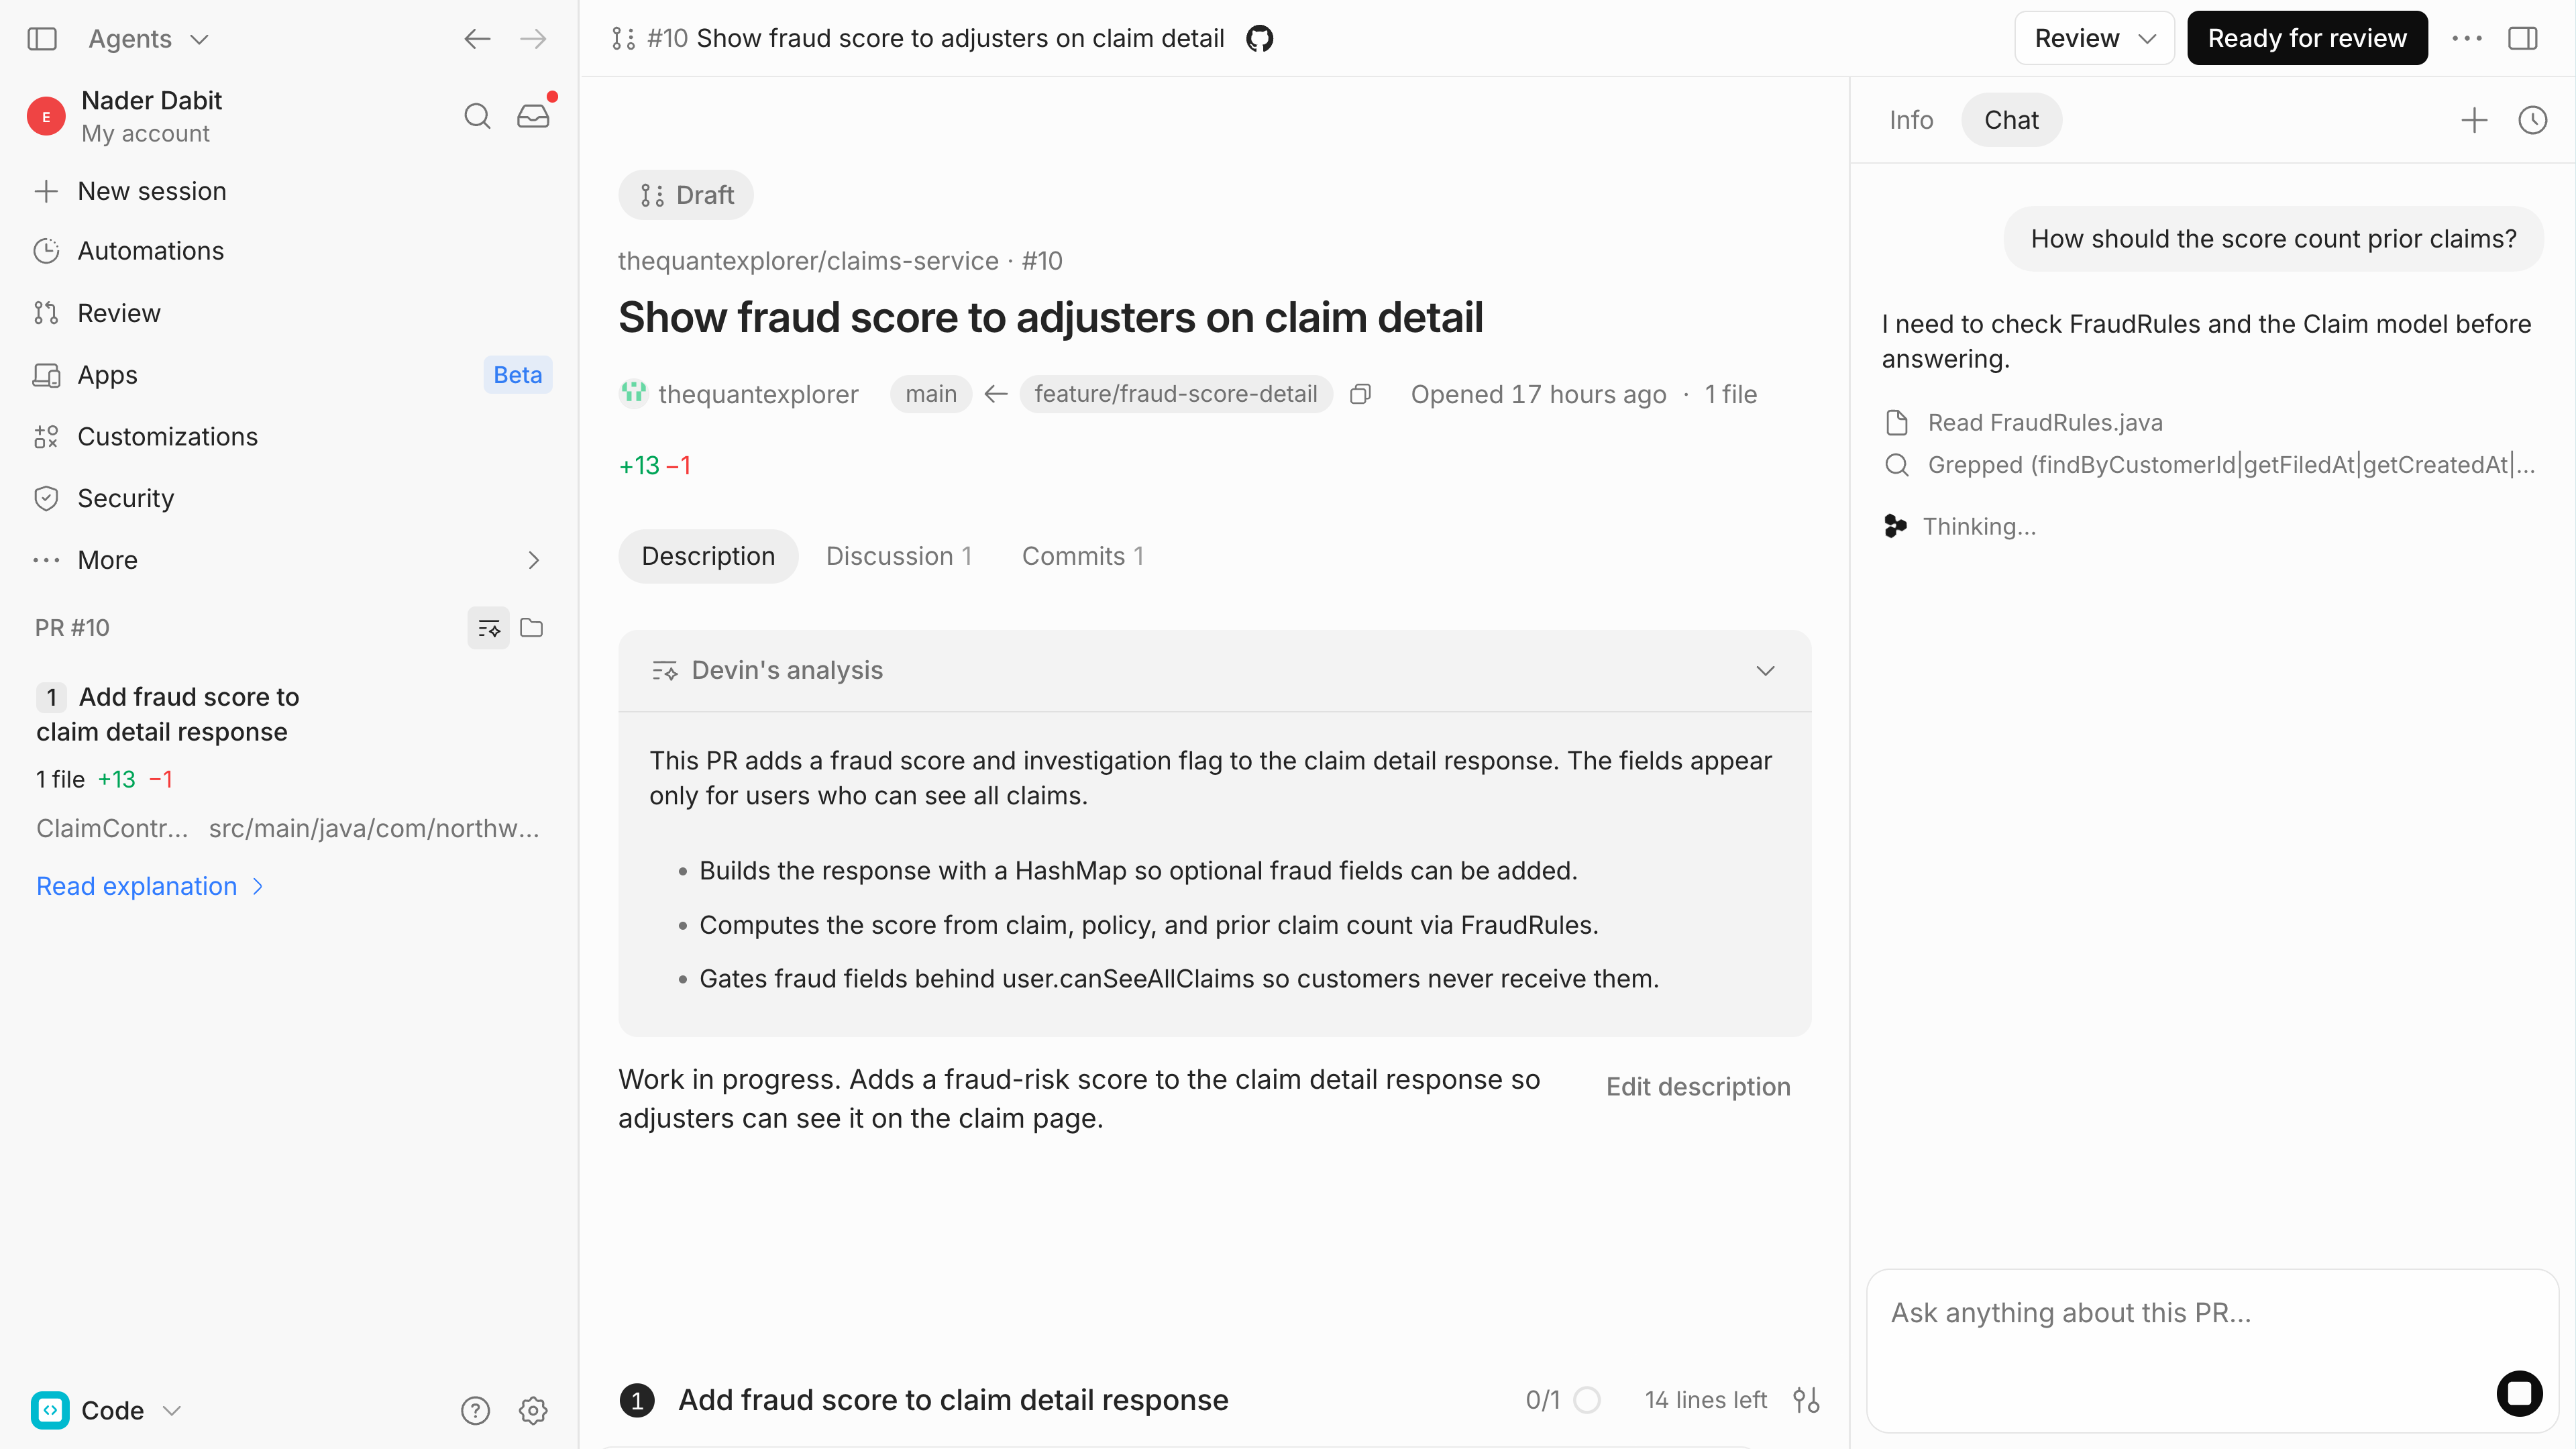 Agents
E
Nader Dabit
My account
New session
Automations
Review
Apps
Beta
Customizations
Security
More
PR #10
1 Add fraud score to
claim detail response
1 file +13 −1
ClaimContr... src/main/java/com/northw...
Read explanation
Code
#10 Show fraud score to adjusters on claim detail
Review
Ready for review
Draft
thequantexplorer/claims-service · #10
Show fraud score to adjusters on claim detail
thequantexplorer main ← feature/fraud-score-detail Opened 17 hours ago · 1 file
+13 −1
Description Discussion 1 Commits 1
Devin's analysis
This PR adds a fraud score and investigation flag to the claim detail response. The fields appear
only for users who can see all claims.
• Builds the response with a HashMap so optional fraud fields can be added.
• Computes the score from claim, policy, and prior claim count via FraudRules.
• Gates fraud fields behind user.canSeeAllClaims so customers never receive them.
Work in progress. Adds a fraud-risk score to the claim detail response so
adjusters can see it on the claim page.
Edit description
1 Add fraud score to claim detail response 0/1 14 lines left
Info Chat
How should the score count prior claims?
I need to check FraudRules and the Claim model before
answering.
Read FraudRules.java
Grepped (findByCustomerId|getFiledAt|getCreatedAt|...
Thinking...
Ask anything about this PR...